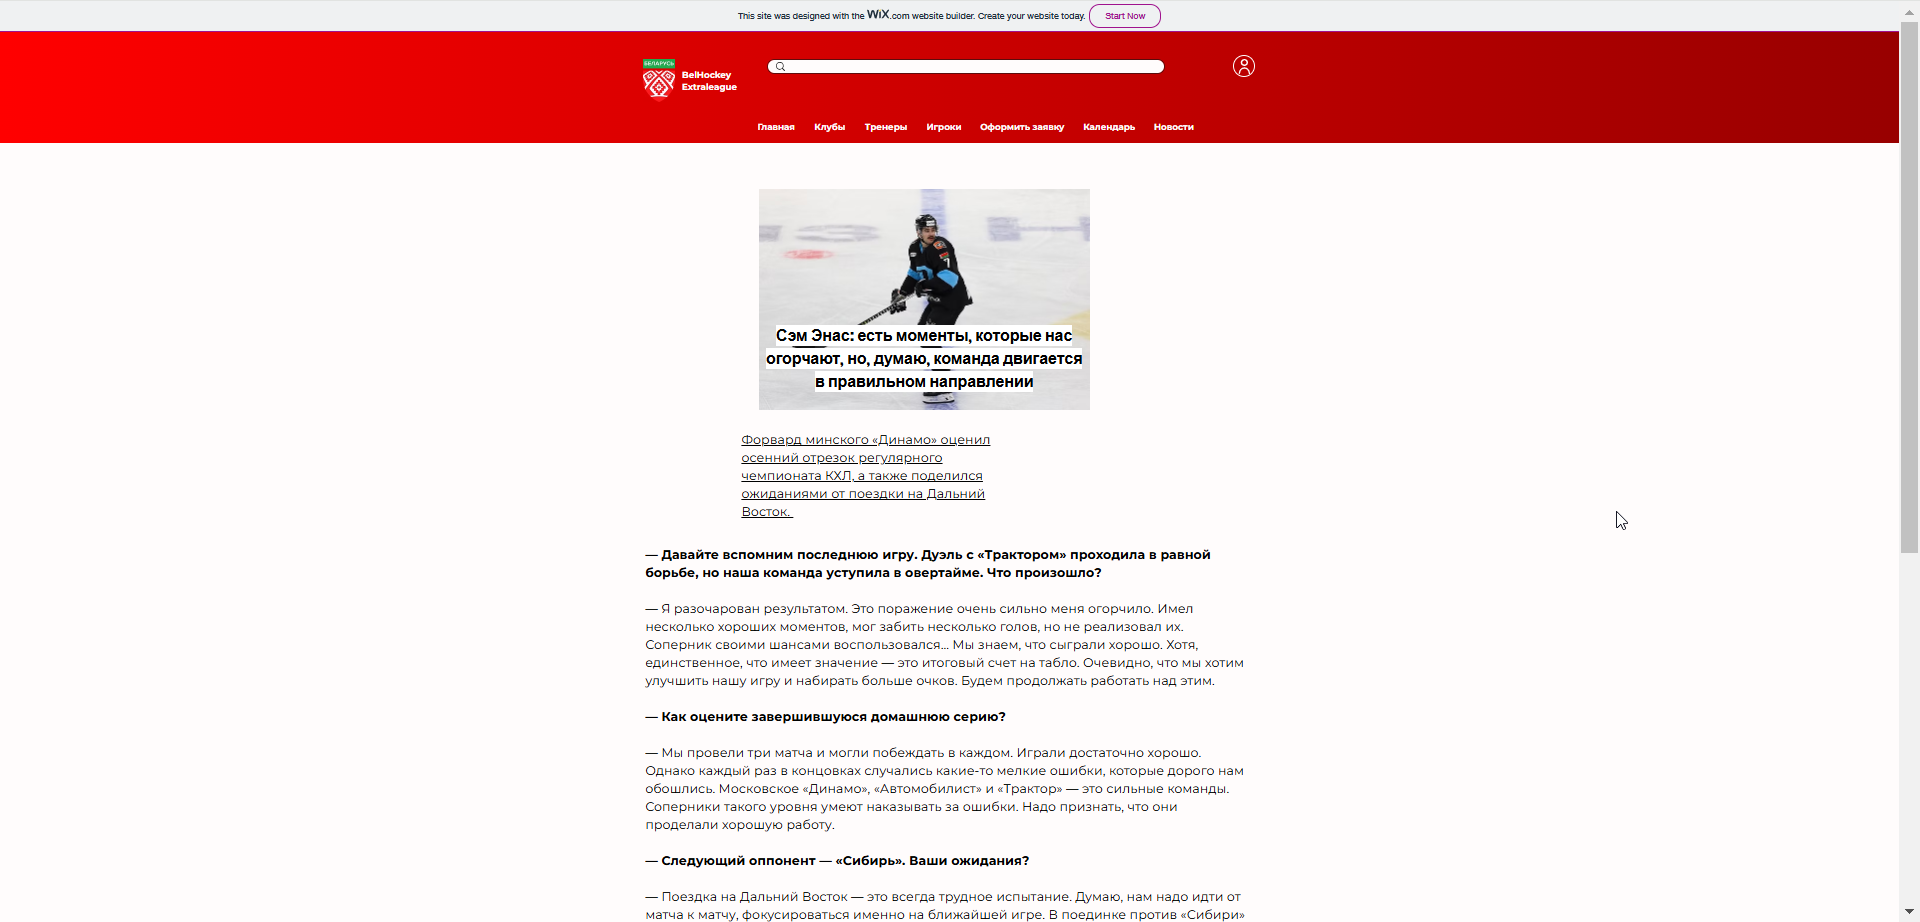 This site was designed with the WiX.com website builder. Create your website today. Start Now
БЕЛАРУСЬ
BelHockey
Extraleague
Главная Клубы Тренеры Игроки Оформить заявку Календарь Новости
7
Сэм Энас: есть моменты, которые нас
огорчают, но, думаю, команда двигается
в правильном направлении
Форвард минского «Динамо» оценил
осенний отрезок регулярного
чемпионата КХЛ, а также поделился
ожиданиями от поездки на Дальний
Восток.
— Давайте вспомним последнюю игру. Дуэль с «Трактором» проходила в равной
борьбе, но наша команда уступила в овертайме. Что произошло?
— Я разочарован результатом. Это поражение очень сильно меня огорчило. Имел
несколько хороших моментов, мог забить несколько голов, но не реализовал их.
Соперник своими шансами воспользовался... Мы знаем, что сыграли хорошо. Хотя,
единственное, что имеет значение — это итоговый счет на табло. Очевидно, что мы хотим
улучшить нашу игру и набирать больше очков. Будем продолжать работать над этим.
— Как оцените завершившуюся домашнюю серию?
— Мы провели три матча и могли побеждать в каждом. Играли достаточно хорошо.
Однако каждый раз в концовках случались какие-то мелкие ошибки, которые дорого нам
обошлись. Московское «Динамо», «Автомобилист» и «Трактор» — это сильные команды.
Соперники такого уровня умеют наказывать за ошибки. Надо признать, что они
проделали хорошую работу.
— Следующий оппонент — «Сибирь». Ваши ожидания?
— Поездка на Дальний Восток — это всегда трудное испытание. Думаю, нам надо идти от
матча к матчу, фокусироваться именно на ближайшей игре. В поединке против «Сибири»